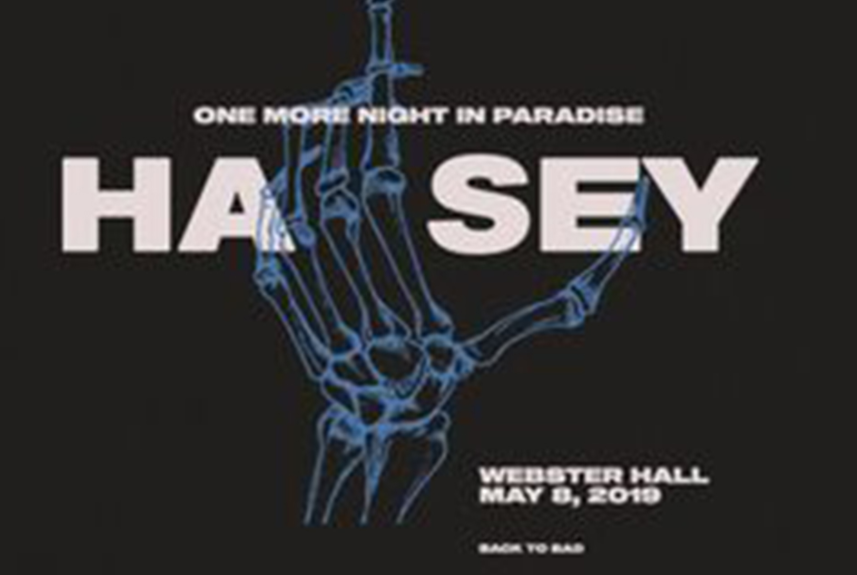 ONE MORE NIGHT IN PARADISE
HA SEY
WEBSTER HALL
MAY 8, 2019
BACK TO BAD